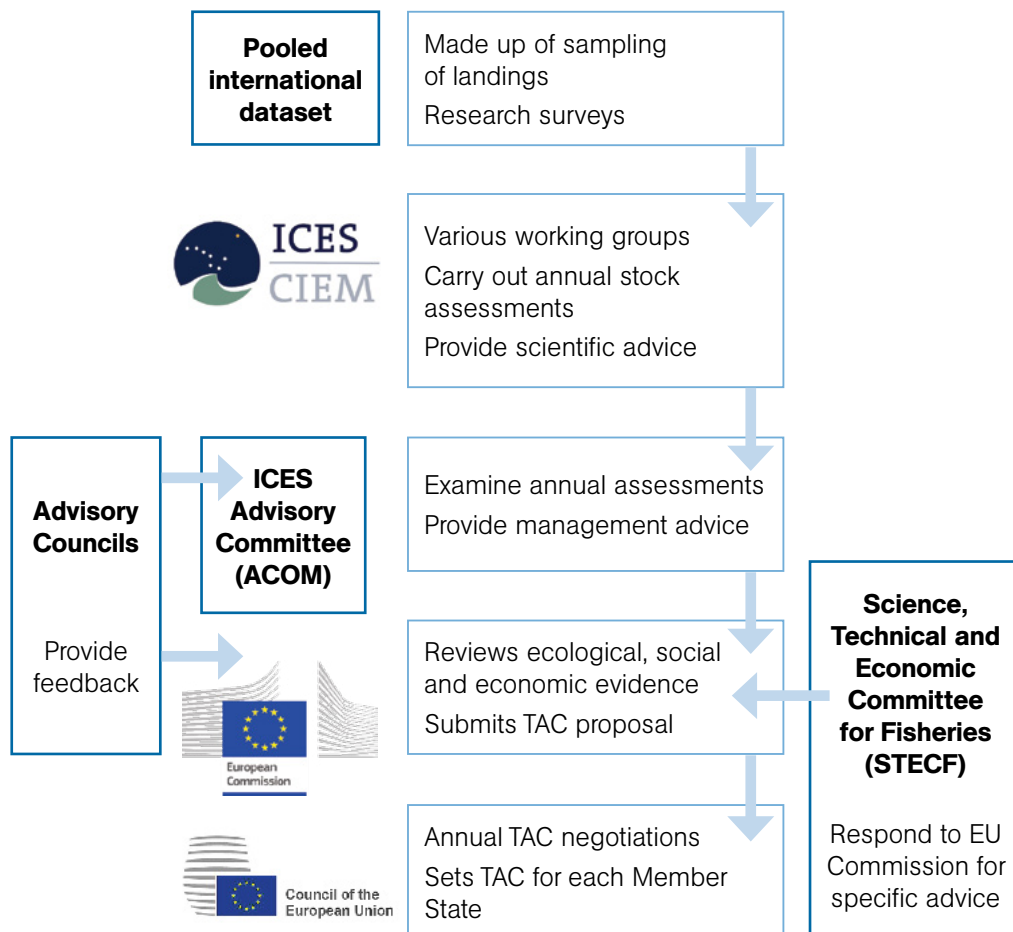 Pooled
international
dataset
Made up of sampling
of landings
Research surveys
ICES
CIEM
Various working groups
Carry out annual stock
assessments
Provide scientific advice
Advisory
Councils
Provide
feedback
ICES
Advisory
Committee
(ACOM)
Examine annual assessments
Provide management advice
European
Commission
Reviews ecological, social
and economic evidence
Submits TAC proposal
Science,
Technical and
Economic
Committee
for Fisheries
(STECF)
Respond to EU
Commission for
specific advice
Council of the
European Union
Annual TAC negotiations
Sets TAC for each Member
State